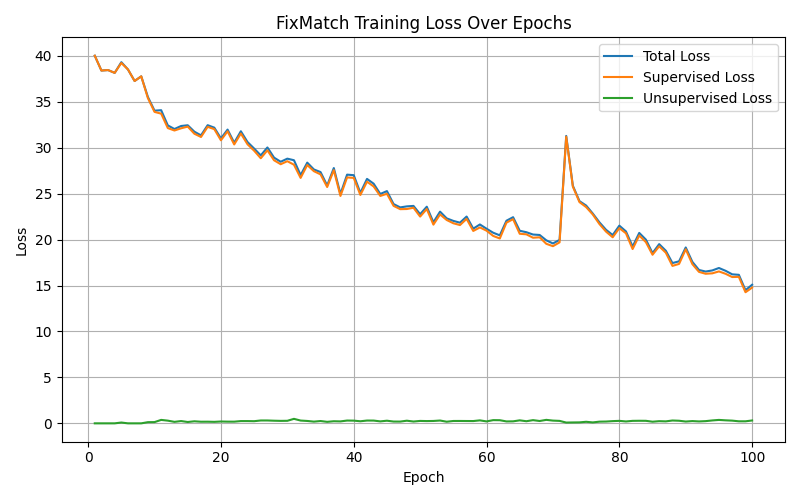 FixMatch Training Loss Over Epochs
Total Loss
Supervised Loss
Unsupervised Loss
Loss
40
35
30
25
20
15
10
5
0
0 20 40 60 80 100
Epoch